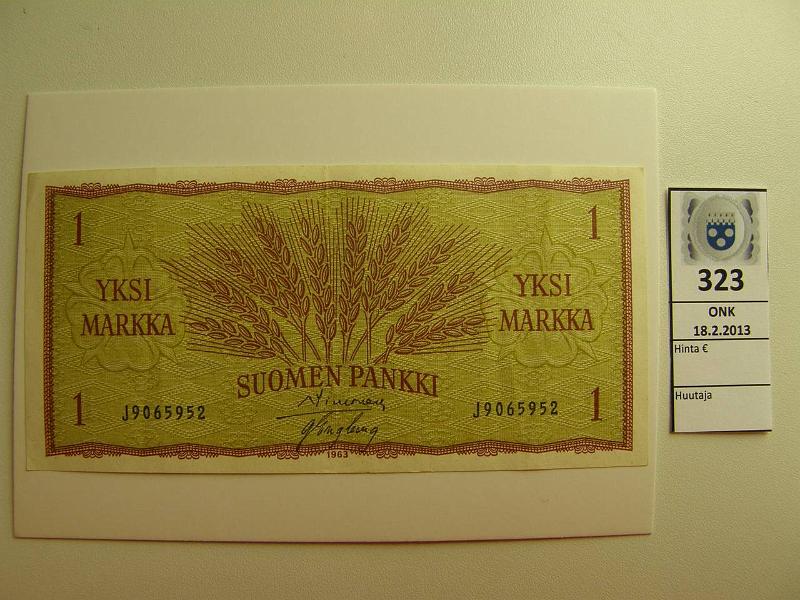 1
1
YKSI
MARKKA
YKSI
MARKKA
SUOMEN PANKKI
1
J9065952
J9065952
1
1963
323
ONK
18.2.2013
Hinta €
Huutaja